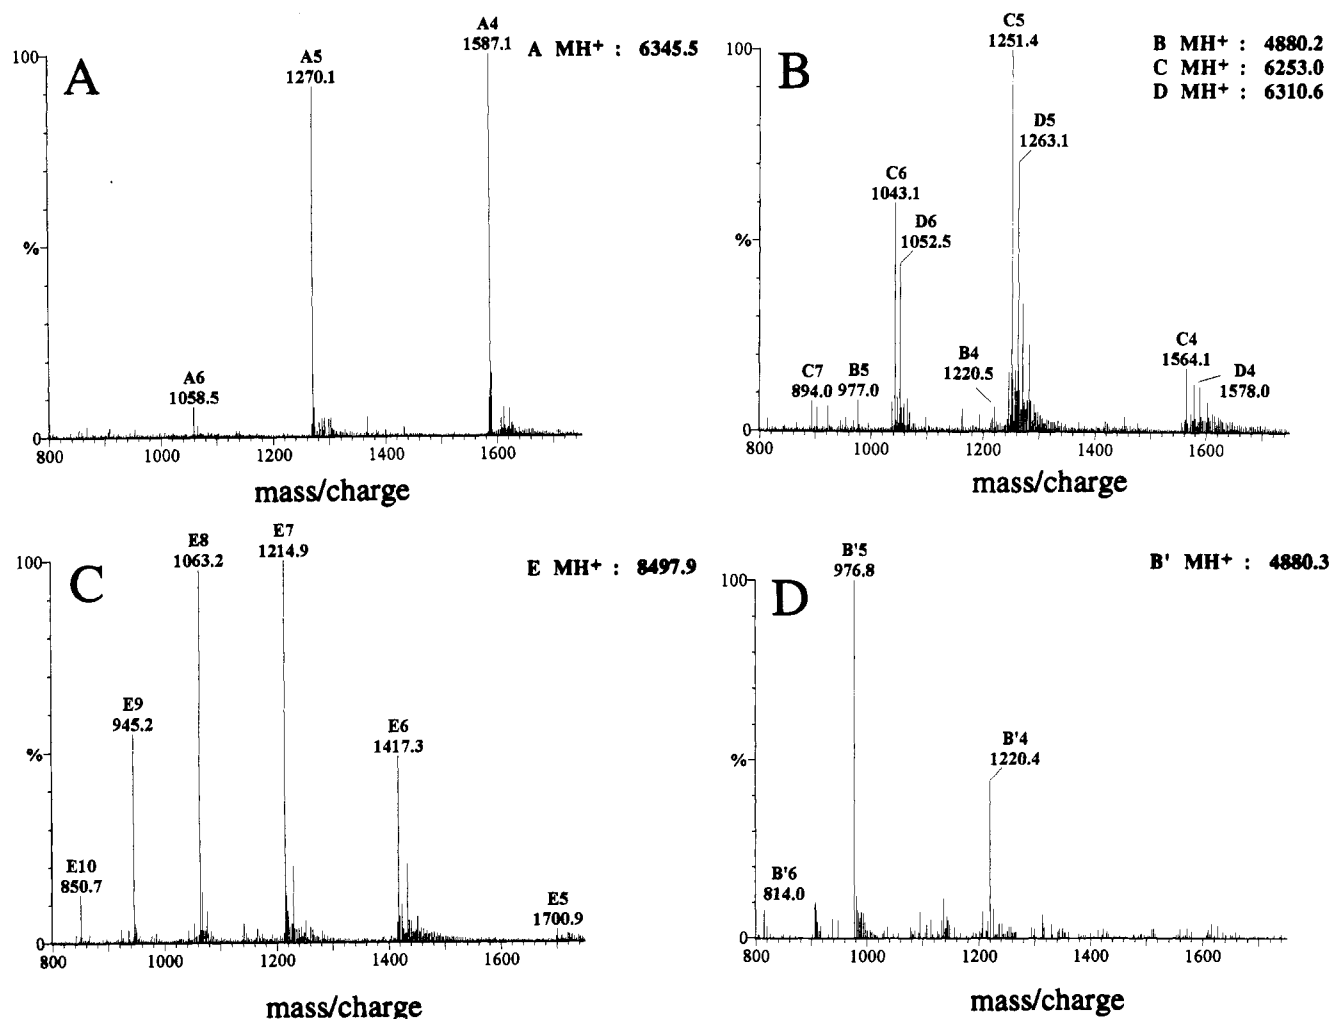 A
A4
1587.1
A5
1270.1
A MH+ : 6345.5
100
%
A6
1058.5
0
800 1000 1200 1400 1600
mass/charge
B
C5
1251.4
B MH+ : 4880.2
C MH+ : 6253.0
D MH+ : 6310.6
100
D5
1263.1
C6
1043.1
D6
1052.5
%
C7
894.0
B5
977.0
B4
1220.5
C4
1564.1
D4
1578.0
0
800 1000 1200 1400 1600
mass/charge
C
E8
1063.2
E7
1214.9
E MH+ : 8497.9
100
E9
945.2
E6
1417.3
%
E10
850.7
E5
1700.9
0
800 1000 1200 1400 1600
mass/charge
D
B'5
976.8
B' MH+ : 4880.3
100
B'4
1220.4
%
B'6
814.0
0
800 1000 1200 1400 1600
mass/charge